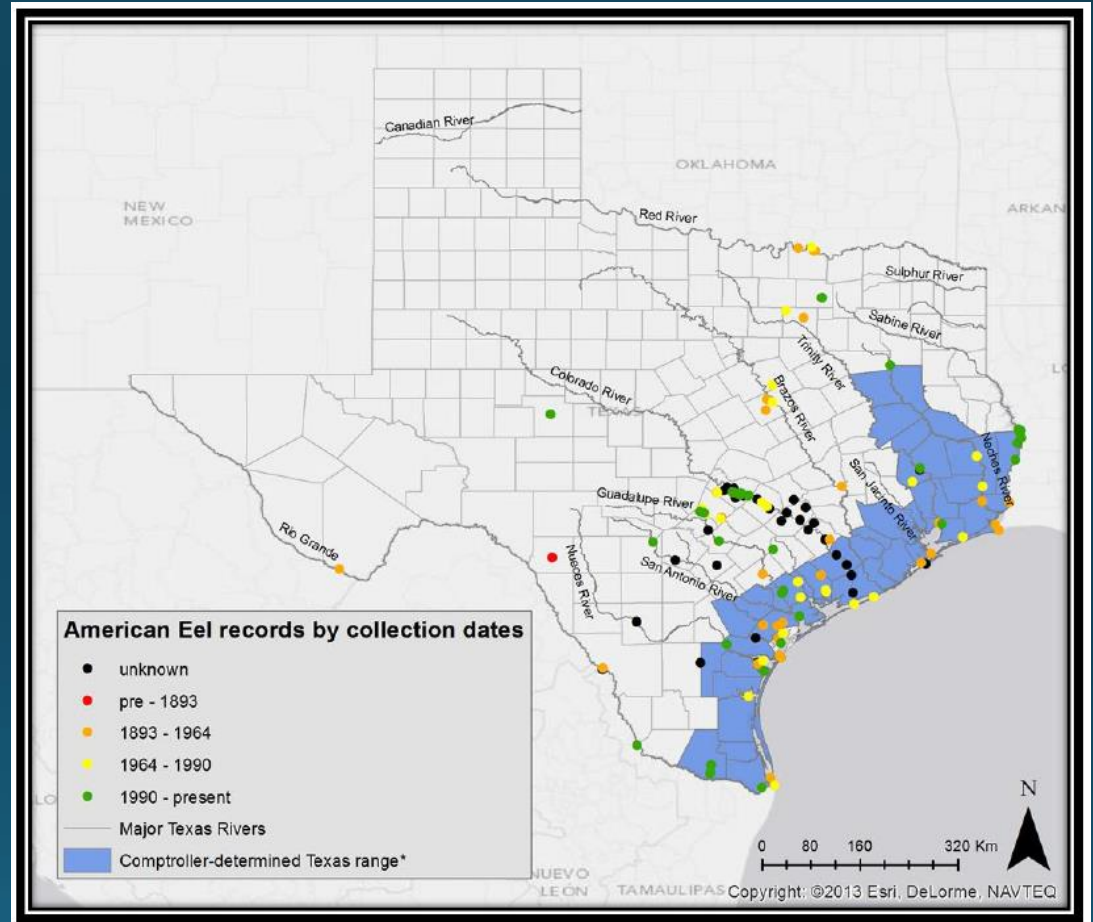 Canadian River
OKLAHOMA
NEW
MEXICO
ARKAN
Red River
Sulphur River
Sabine River
Trinity River
Colorado River
TEXAS
Brazos River
Neches River
San Jacinto River
Guadalupe River
Rio Grande
Nueces River
San Antonio River
American Eel records by collection dates
unknown
pre - 1893
1893 - 1964
1964 - 1990
1990 - present
Major Texas Rivers
Comptroller-determined Texas range*
N
0 80 160 320 Km
NUEVO
LEÓN
TAMAULIPAS
Copyright: ©2013 Esri, DeLorme, NAVTEQ